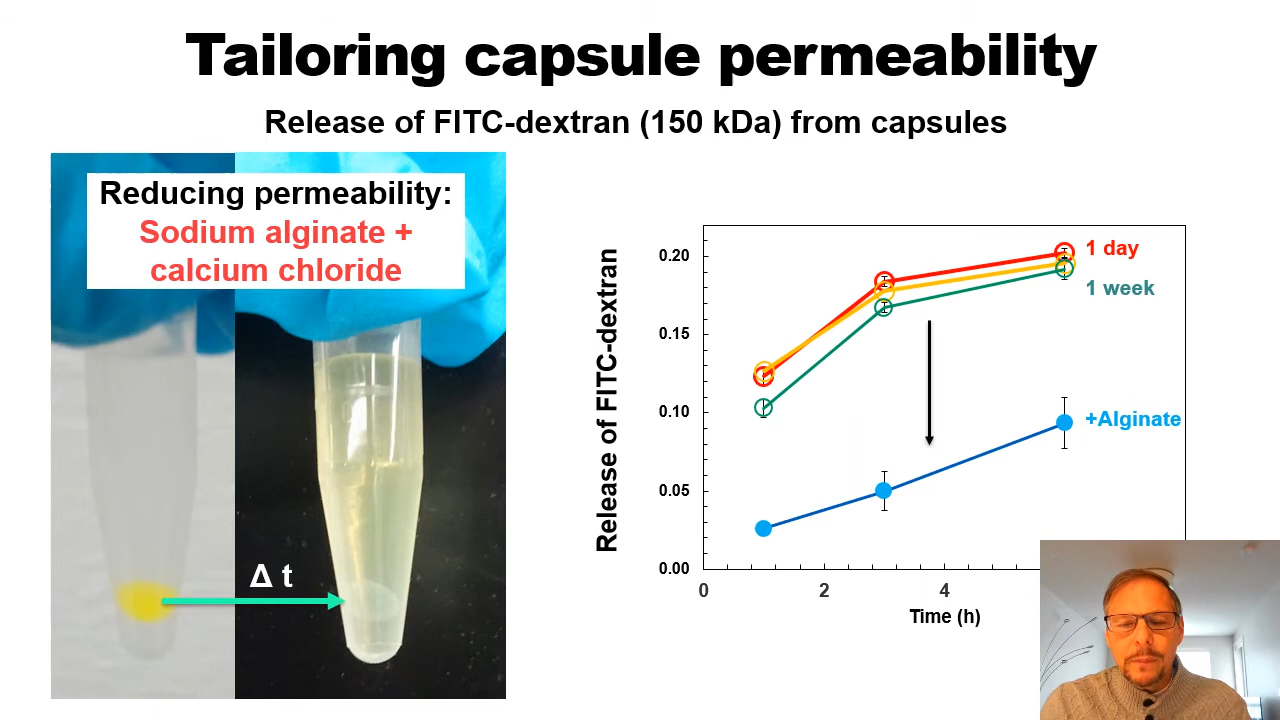 Tailoring capsule permeability
Release of FITC-dextran (150 kDa) from capsules
Reducing permeability:
Sodium alginate +
calcium chloride
Δ t
Release of FITC-dextran
0.20
0.15
0.10
0.05
0.00
0
2
4
Time (h)
1 day
1 week
+Alginate